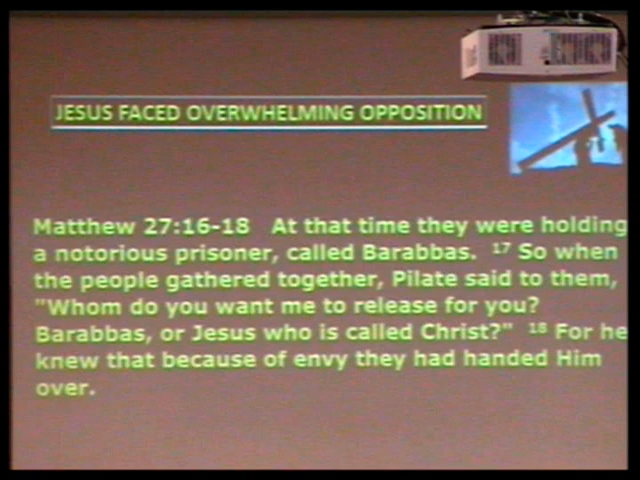 JESUS FACED OVERWHELMING OPPOSITION
Matthew 27:16-18 At that time they were holding
a notorious prisoner, called Barabbas. 17 So when
the people gathered together, Pilate said to them,
"Whom do you want me to release for you?
Barabbas, or Jesus who is called Christ?" 18 For he
knew that because of envy they had handed Him
over.